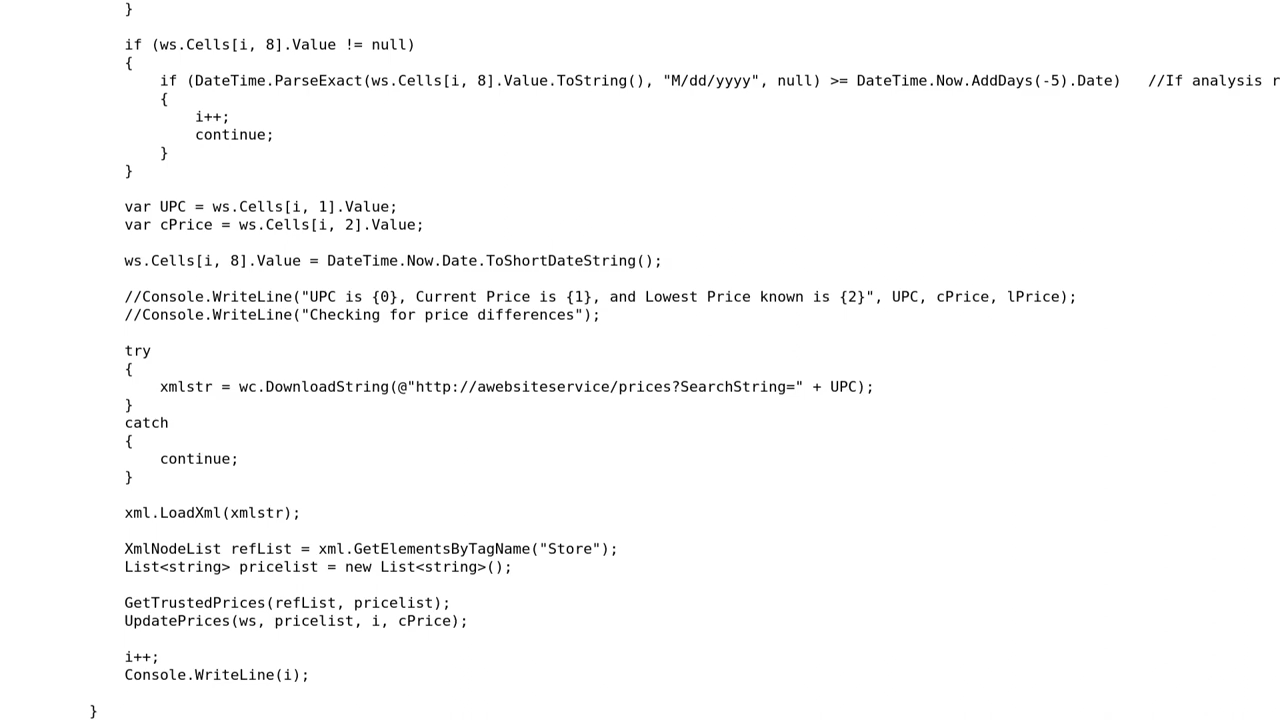 }
if (ws.Cells[i, 8].Value != null)
{
if (DateTime.ParseExact(ws.Cells[i, 8].Value.ToString(), "M/dd/yyyy", null) >= DateTime.Now.AddDays(-5).Date)   //If analysis r
{
i++;
continue;
}
}
var UPC = ws.Cells[i, 1].Value;
var cPrice = ws.Cells[i, 2].Value;
ws.Cells[i, 8].Value = DateTime.Now.Date.ToShortDateString();
//Console.WriteLine("UPC is {0}, Current Price is {1}, and Lowest Price known is {2}", UPC, cPrice, lPrice);
//Console.WriteLine("Checking for price differences");
try
{
xmlstr = wc.DownloadString(@"http://awebsiteservice/prices?SearchString=" + UPC);
}
catch
{
continue;
}
xml.LoadXml(xmlstr);
XmlNodeList refList = xml.GetElementsByTagName("Store");
List<string> pricelist = new List<string>();
GetTrustedPrices(refList, pricelist);
UpdatePrices(ws, pricelist, i, cPrice);
i++;
Console.WriteLine(i);
}